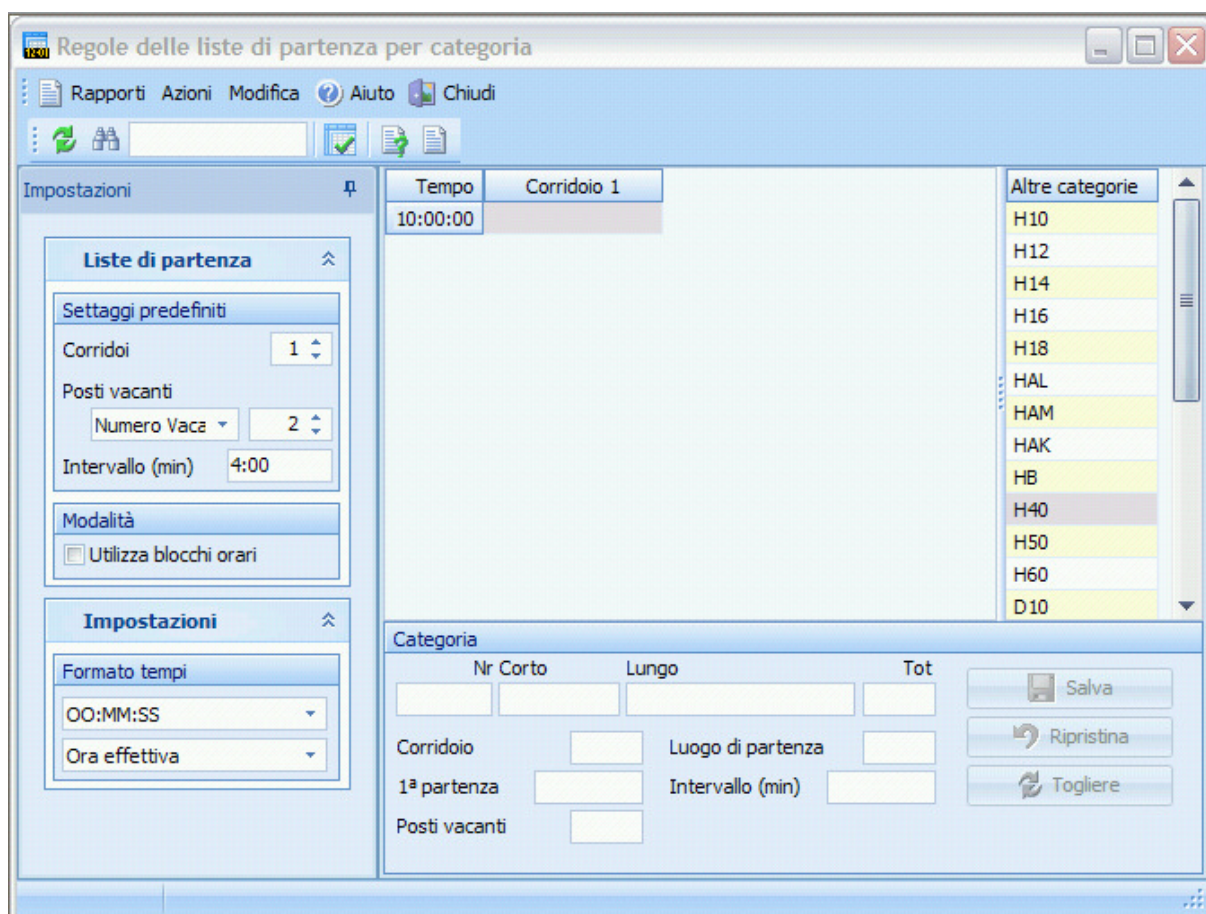 Regole delle liste di partenza per categoria
Rapporti Azioni Modifica Aiuto Chiudi
Impostazioni
Liste di partenza
Settaggi predefiniti
Corridoi 1
Posti vacanti
Numero Vaca 2
Intervallo (min) 4:00
Modalità
Utilizza blocchi orari
Impostazioni
Formato tempi
OO:MM:SS
Ora effettiva
Tempo Corridoio 1
10:00:00
Altre categorie
H10
H12
H14
H16
H18
HAL
HAM
HAK
HB
H40
H50
H60
D10
Categoria
Nr Corto Lungo Tot
Corridoio Luogo di partenza
1ª partenza Intervallo (min)
Posti vacanti
Salva
Ripristina
Togliere